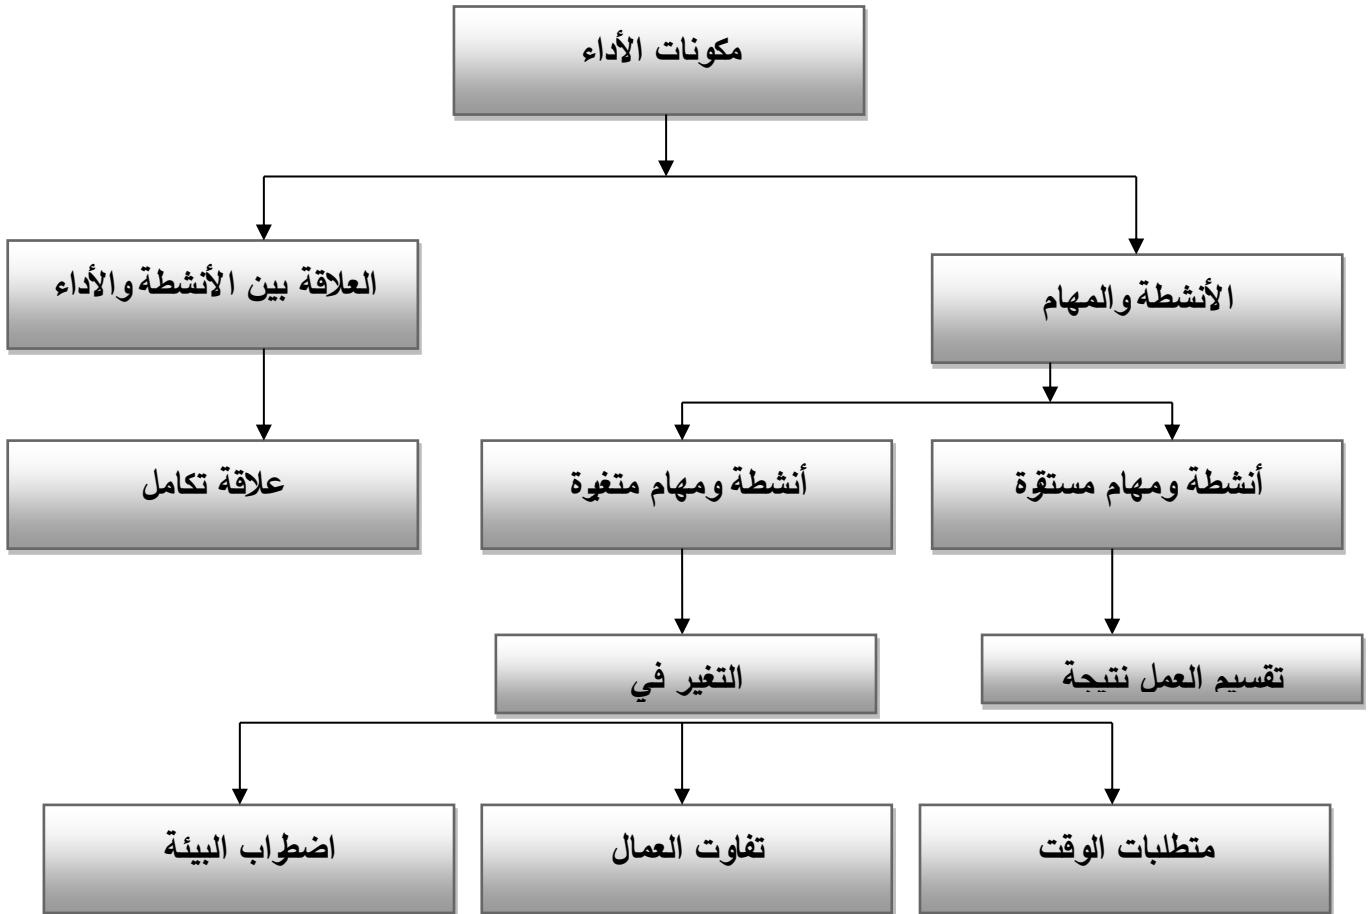 مكونات الأداء
الأنشطة والمهام
العلاقة بين الأنشطة والأداء
أنشطة ومهام مستقرة
أنشطة ومهام متغيرة
علاقة تكامل
تقسيم العمل نتيجة
التغير في
متطلبات الوقت
تفاوت العمال
اضطراب البيئة